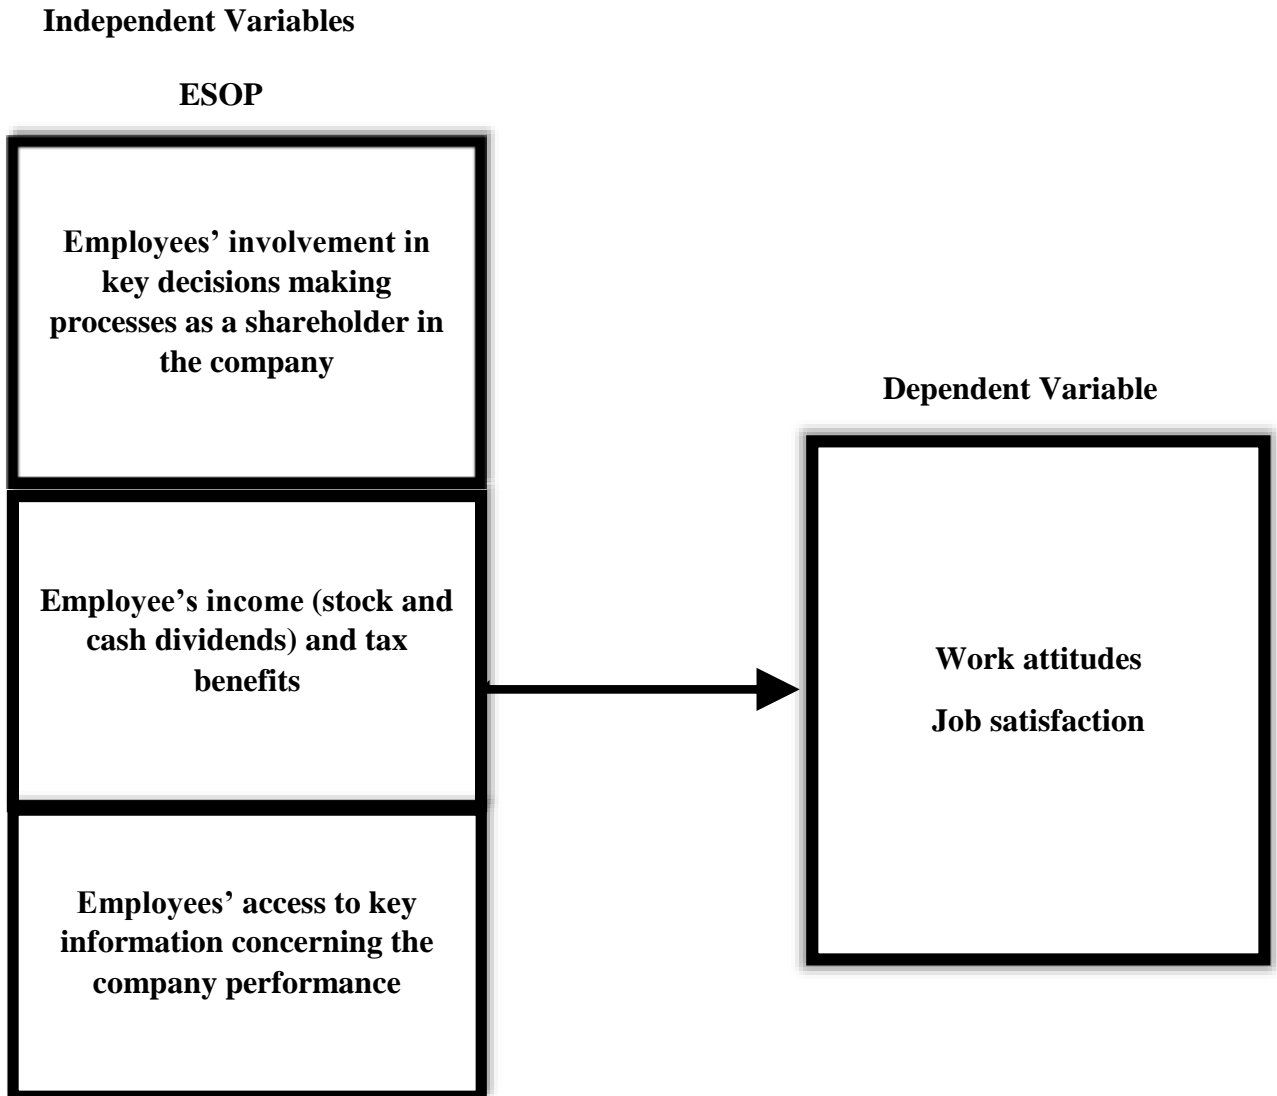 Independent Variables
ESOP
Employees’ involvement in
key decisions making
processes as a shareholder in
the company
Employee’s income (stock and
cash dividends) and tax
benefits
Employees’ access to key
information concerning the
company performance
Dependent Variable
Work attitudes
Job satisfaction